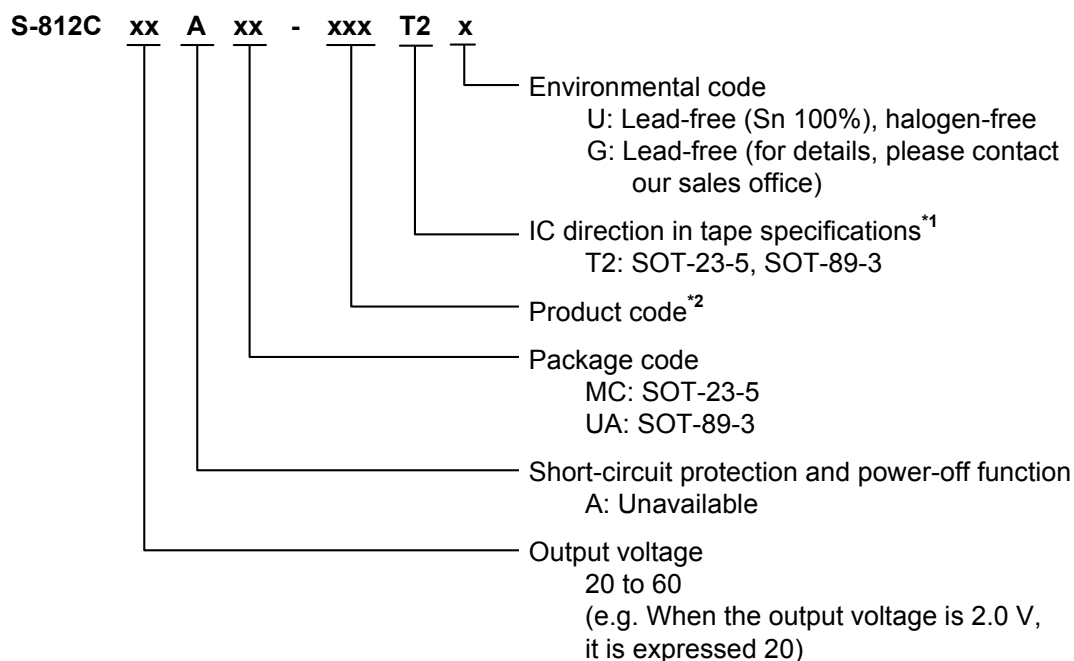 S-812C xx A xx - xxx T2 x
Environmental code
U: Lead-free (Sn 100%), halogen-free
G: Lead-free (for details, please contact
our sales office)
IC direction in tape specifications*1
T2: SOT-23-5, SOT-89-3
Product code*2
Package code
MC: SOT-23-5
UA: SOT-89-3
Short-circuit protection and power-off function
A: Unavailable
Output voltage
20 to 60
(e.g. When the output voltage is 2.0 V,
it is expressed 20)